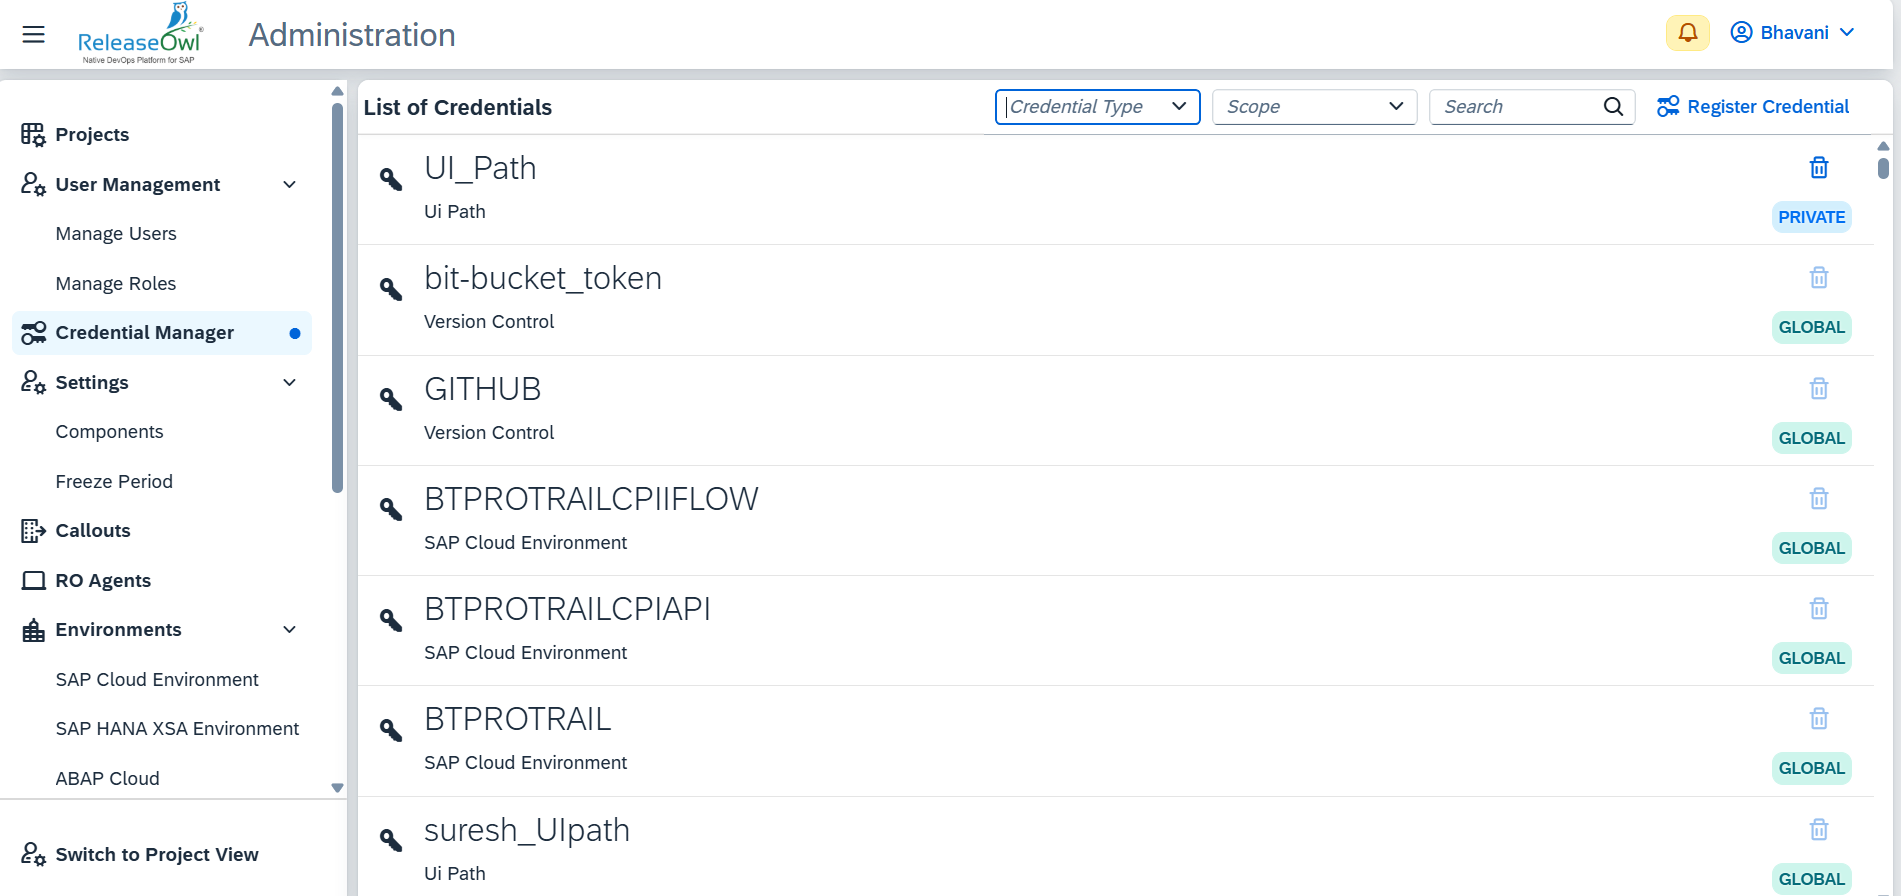 ReleaseOwl
Native DevOps Platform for SAP
Administration
Bhavani
Projects
User Management
Manage Users
Manage Roles
Credential Manager
Settings
Components
Freeze Period
Callouts
RO Agents
Environments
SAP Cloud Environment
SAP HANA XSA Environment
ABAP Cloud
Switch to Project View
List of Credentials
Credential Type
Scope
Search
Register Credential
UI_Path
Ui Path
PRIVATE
bit-bucket_token
Version Control
GLOBAL
GITHUB
Version Control
GLOBAL
BTPROTRAILCPIIFLOW
SAP Cloud Environment
GLOBAL
BTPROTRAILCPIAPI
SAP Cloud Environment
GLOBAL
BTPROTRAIL
SAP Cloud Environment
GLOBAL
suresh_UIpath
Ui Path
GLOBAL